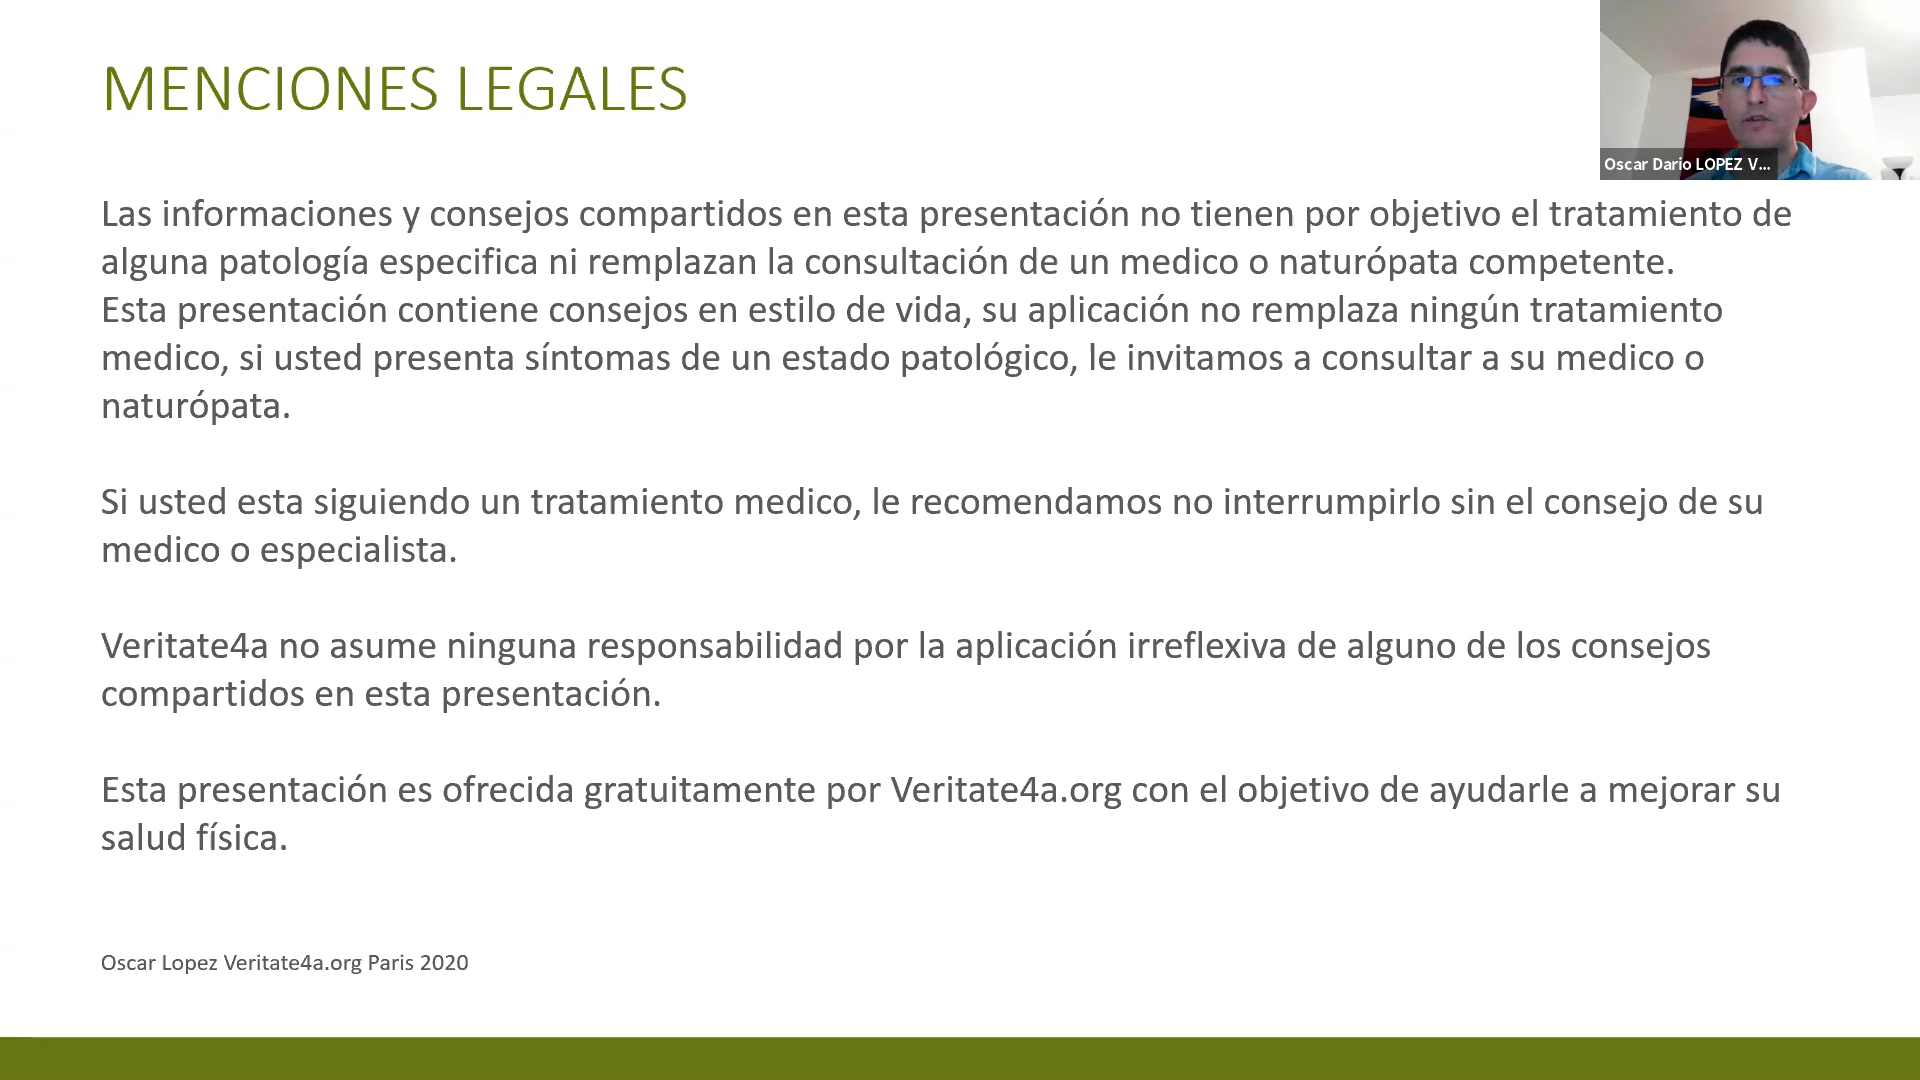 MENCIONES LEGALES
Oscar Dario LOPEZ V...
Las informaciones y consejos compartidos en esta presentación no tienen por objetivo el tratamiento de
alguna patología especifica ni remplazan la consultación de un medico o naturópata competente.
Esta presentación contiene consejos en estilo de vida, su aplicación no remplaza ningún tratamiento
medico, si usted presenta síntomas de un estado patológico, le invitamos a consultar a su medico o
naturópata.
Si usted esta siguiendo un tratamiento medico, le recomendamos no interrumpirlo sin el consejo de su
medico o especialista.
Veritate4a no asume ninguna responsabilidad por la aplicación irreflexiva de alguno de los consejos
compartidos en esta presentación.
Esta presentación es ofrecida gratuitamente por Veritate4a.org con el objetivo de ayudarle a mejorar su
salud física.
Oscar Lopez Veritate4a.org Paris 2020